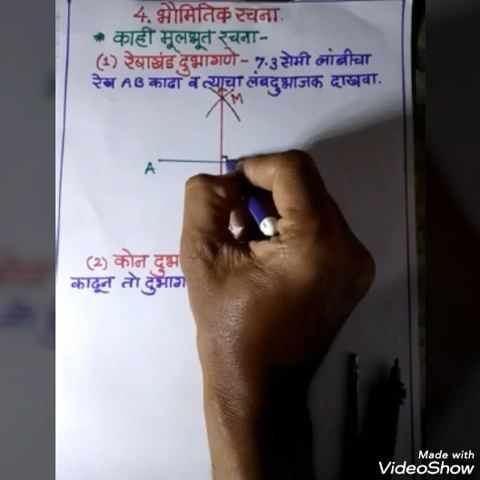 4. भौमितिक रचना.
* काही मूलभूत रचना-
(1) रेषाखंड दुभागणे - 7.3 सेमी लांबीचा
रेख AB काढा व त्याचा लंबदुभाजक दाखवा.
M
A
(2) कोन
काढून तो
Made with
VideoShow